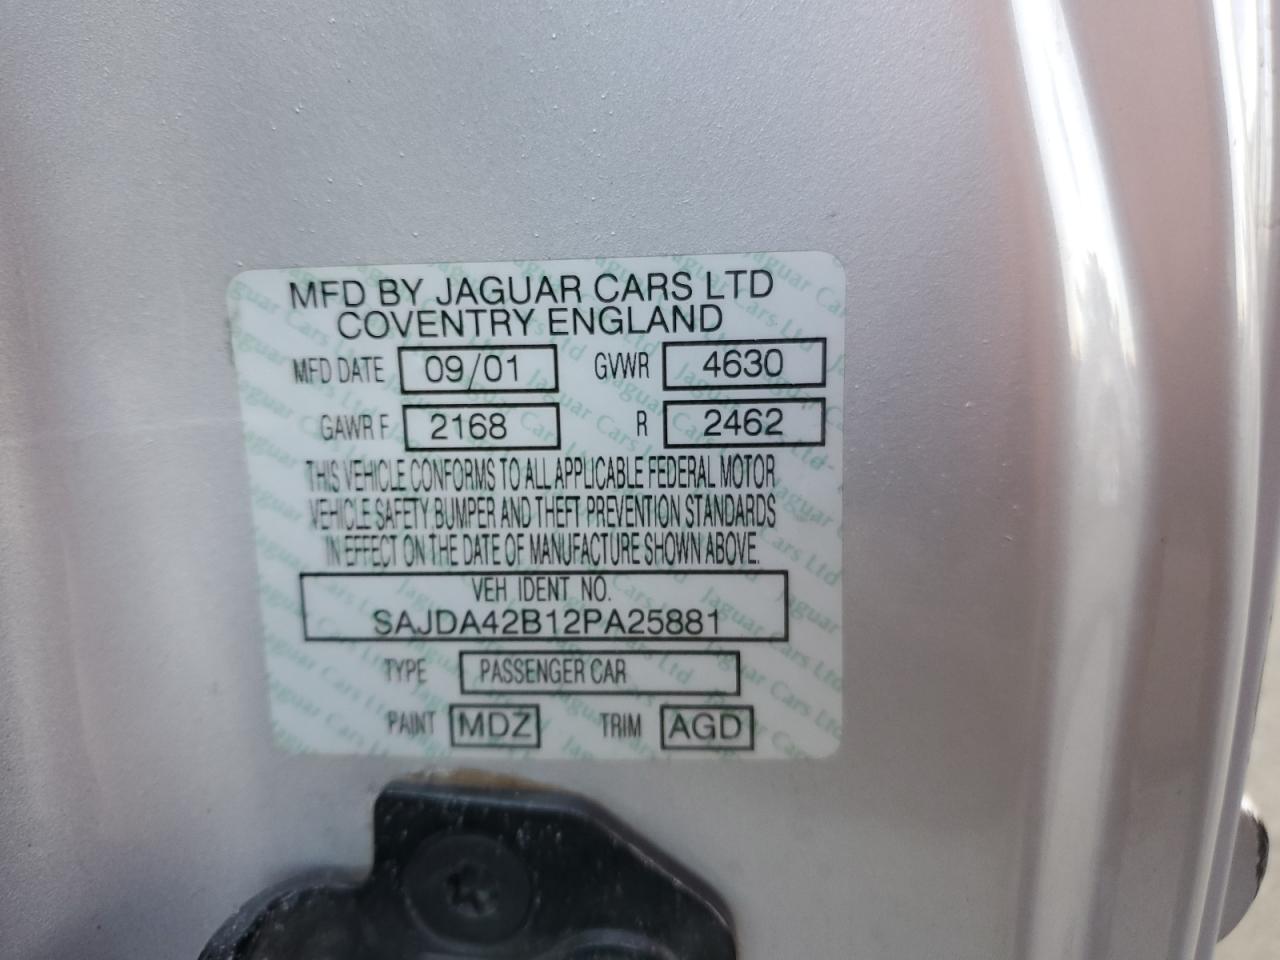 MFD BY JAGUAR CARS LTD
COVENTRY ENGLAND
MFD DATE 09/01 GVWR 4630
GAWR F 2168 R 2462
THIS VEHICLE CONFORMS TO ALL APPLICABLE FEDERAL MOTOR
VEHICLE SAFETY, BUMPER AND THEFT PREVENTION STANDARDS
IN EFFECT ON THE DATE OF MANUFACTURE SHOWN ABOVE.
VEH IDENT NO.
SAJDA42B12PA25881
TYPE PASSENGER CAR
PAINT MDZ TRIM AGD